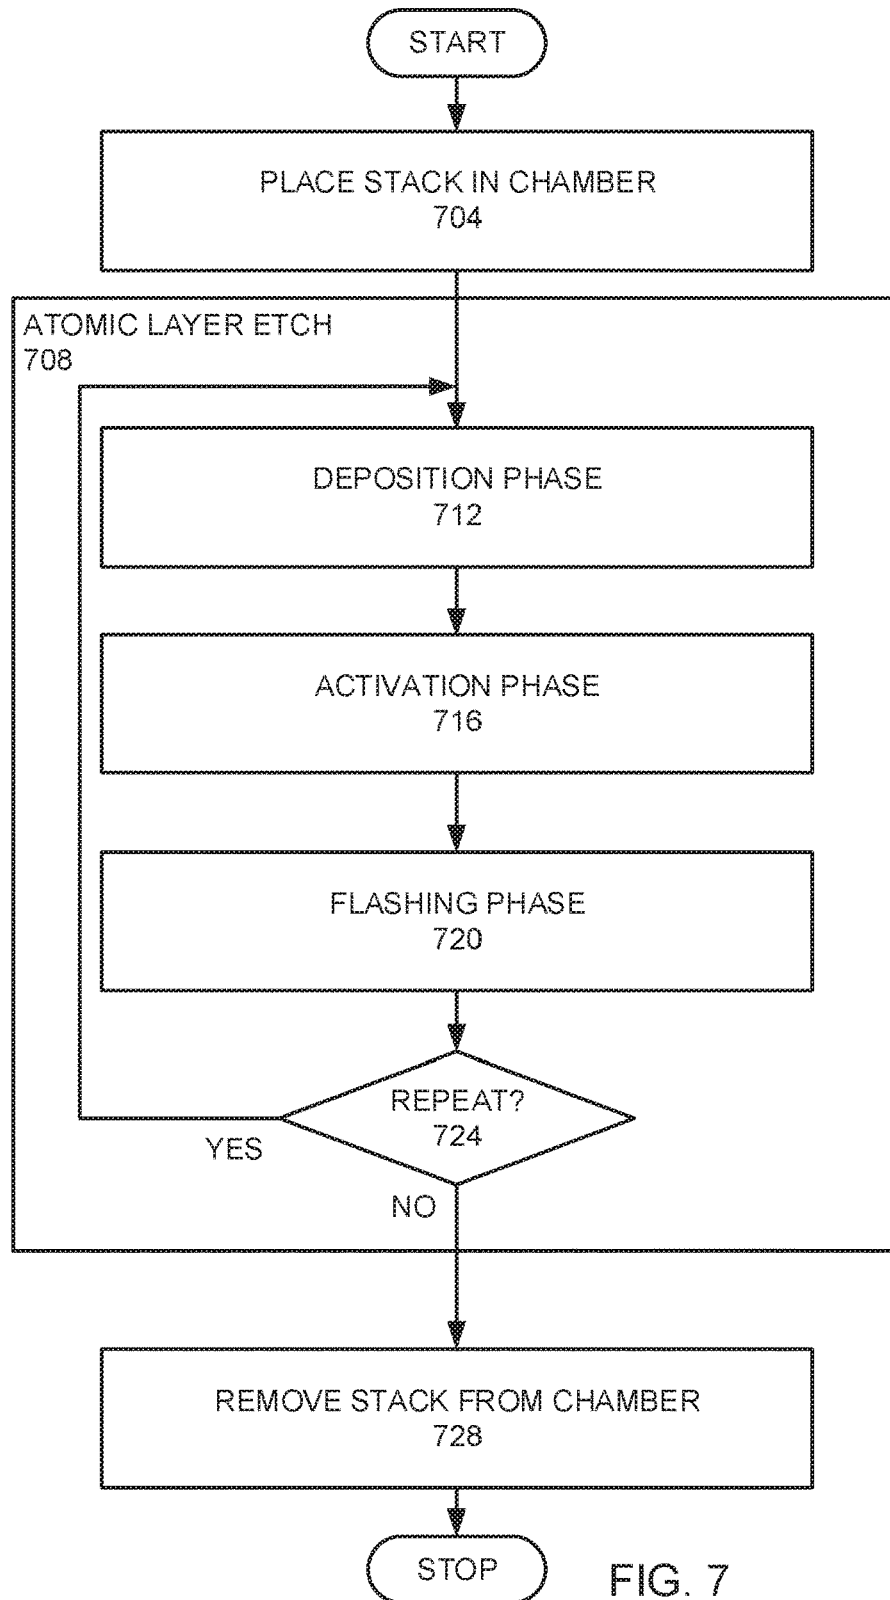 START
PLACE STACK IN CHAMBER
704
ATOMIC LAYER ETCH
708
DEPOSITION PHASE
712
ACTIVATION PHASE
716
FLASHING PHASE
720
REPEAT?
724
YES
NO
REMOVE STACK FROM CHAMBER
728
STOP
FIG. 7